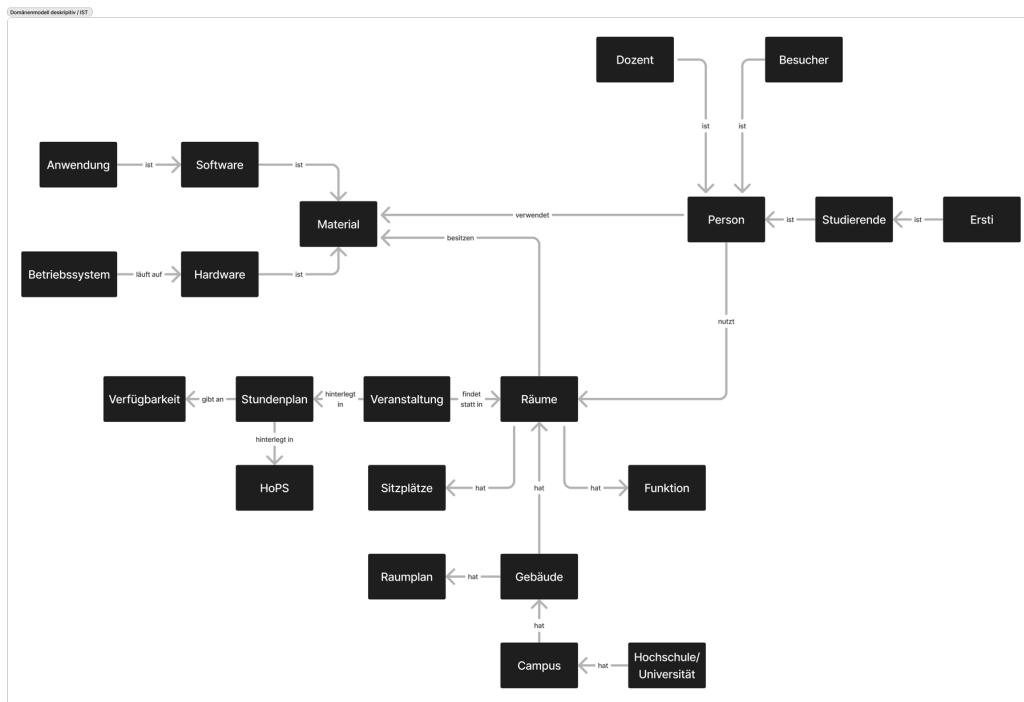 Domänenmodell deskripitiv / IST
Dozent
Besucher
ist
ist
Anwendung
ist
Software
ist
Material
verwendet
Person
ist
Studierende
ist
Ersti
besitzen
Betriebssystem
läuft auf
Hardware
ist
nutzt
Verfügbarkeit
gibt an
Stundenplan
hinterlegt
in
Veranstaltung
findet
statt in
Räume
hinterlegt in
HoPS
Sitzplätze
hat
hat
hat
Funktion
Raumplan
hat
Gebäude
hat
Campus
hat
Hochschule/
Universität